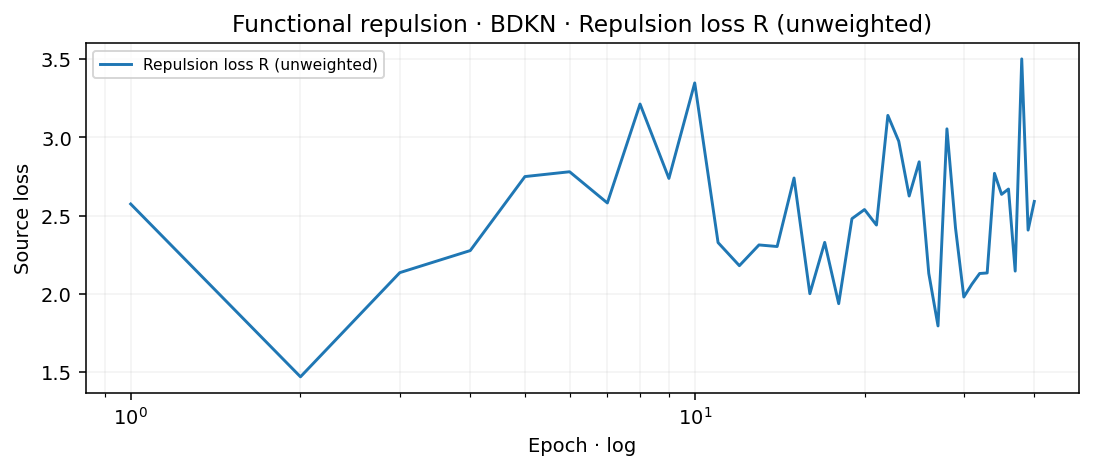 Functional repulsion · BDKN · Repulsion loss R (unweighted)
Repulsion loss R (unweighted)
Source loss
3.5
3.0
2.5
2.0
1.5
10⁰
10¹
Epoch · log